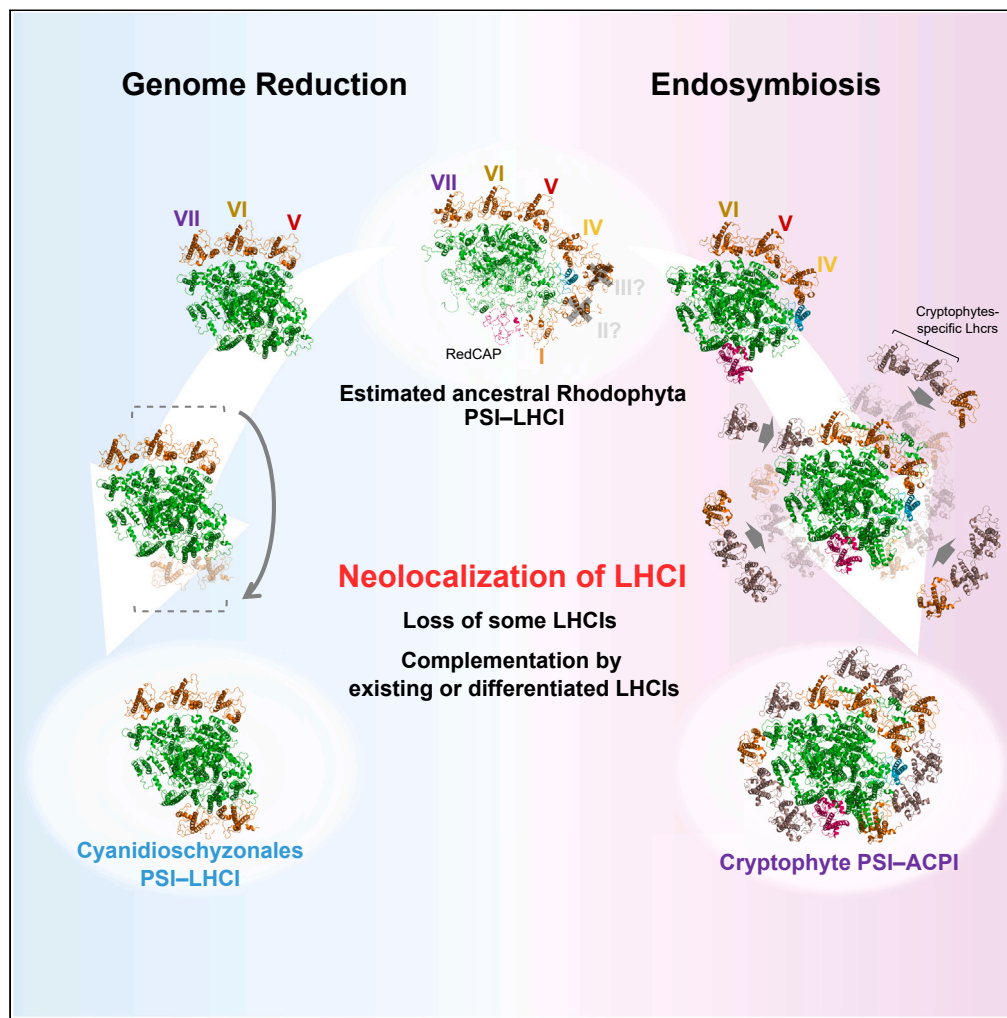 Genome Reduction
Endosymbiosis
VII
VI
V
VII
VI
V
IV
III?
II?
I
RedCAP
VI
V
IV
Cryptophytes-
specific Lhcrs
Estimated ancestral Rhodophyta
PSI–LHCI
Neolocalization of LHCI
Loss of some LHCIs
Complementation by
existing or differentiated LHCIs
Cyanidioschyzonales
PSI–LHCI
Cryptophyte PSI–ACPI